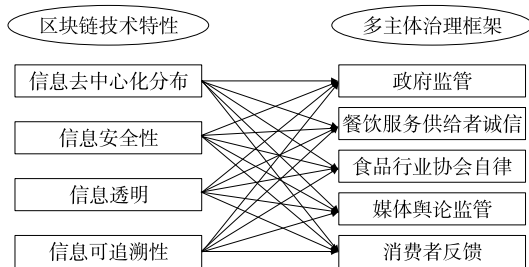 区块链技术特性
多主体治理框架
信息去中心化分布
政府监管
信息安全性
餐饮服务供给者诚信
食品行业协会自律
信息透明
媒体舆论监管
信息可追溯性
消费者反馈